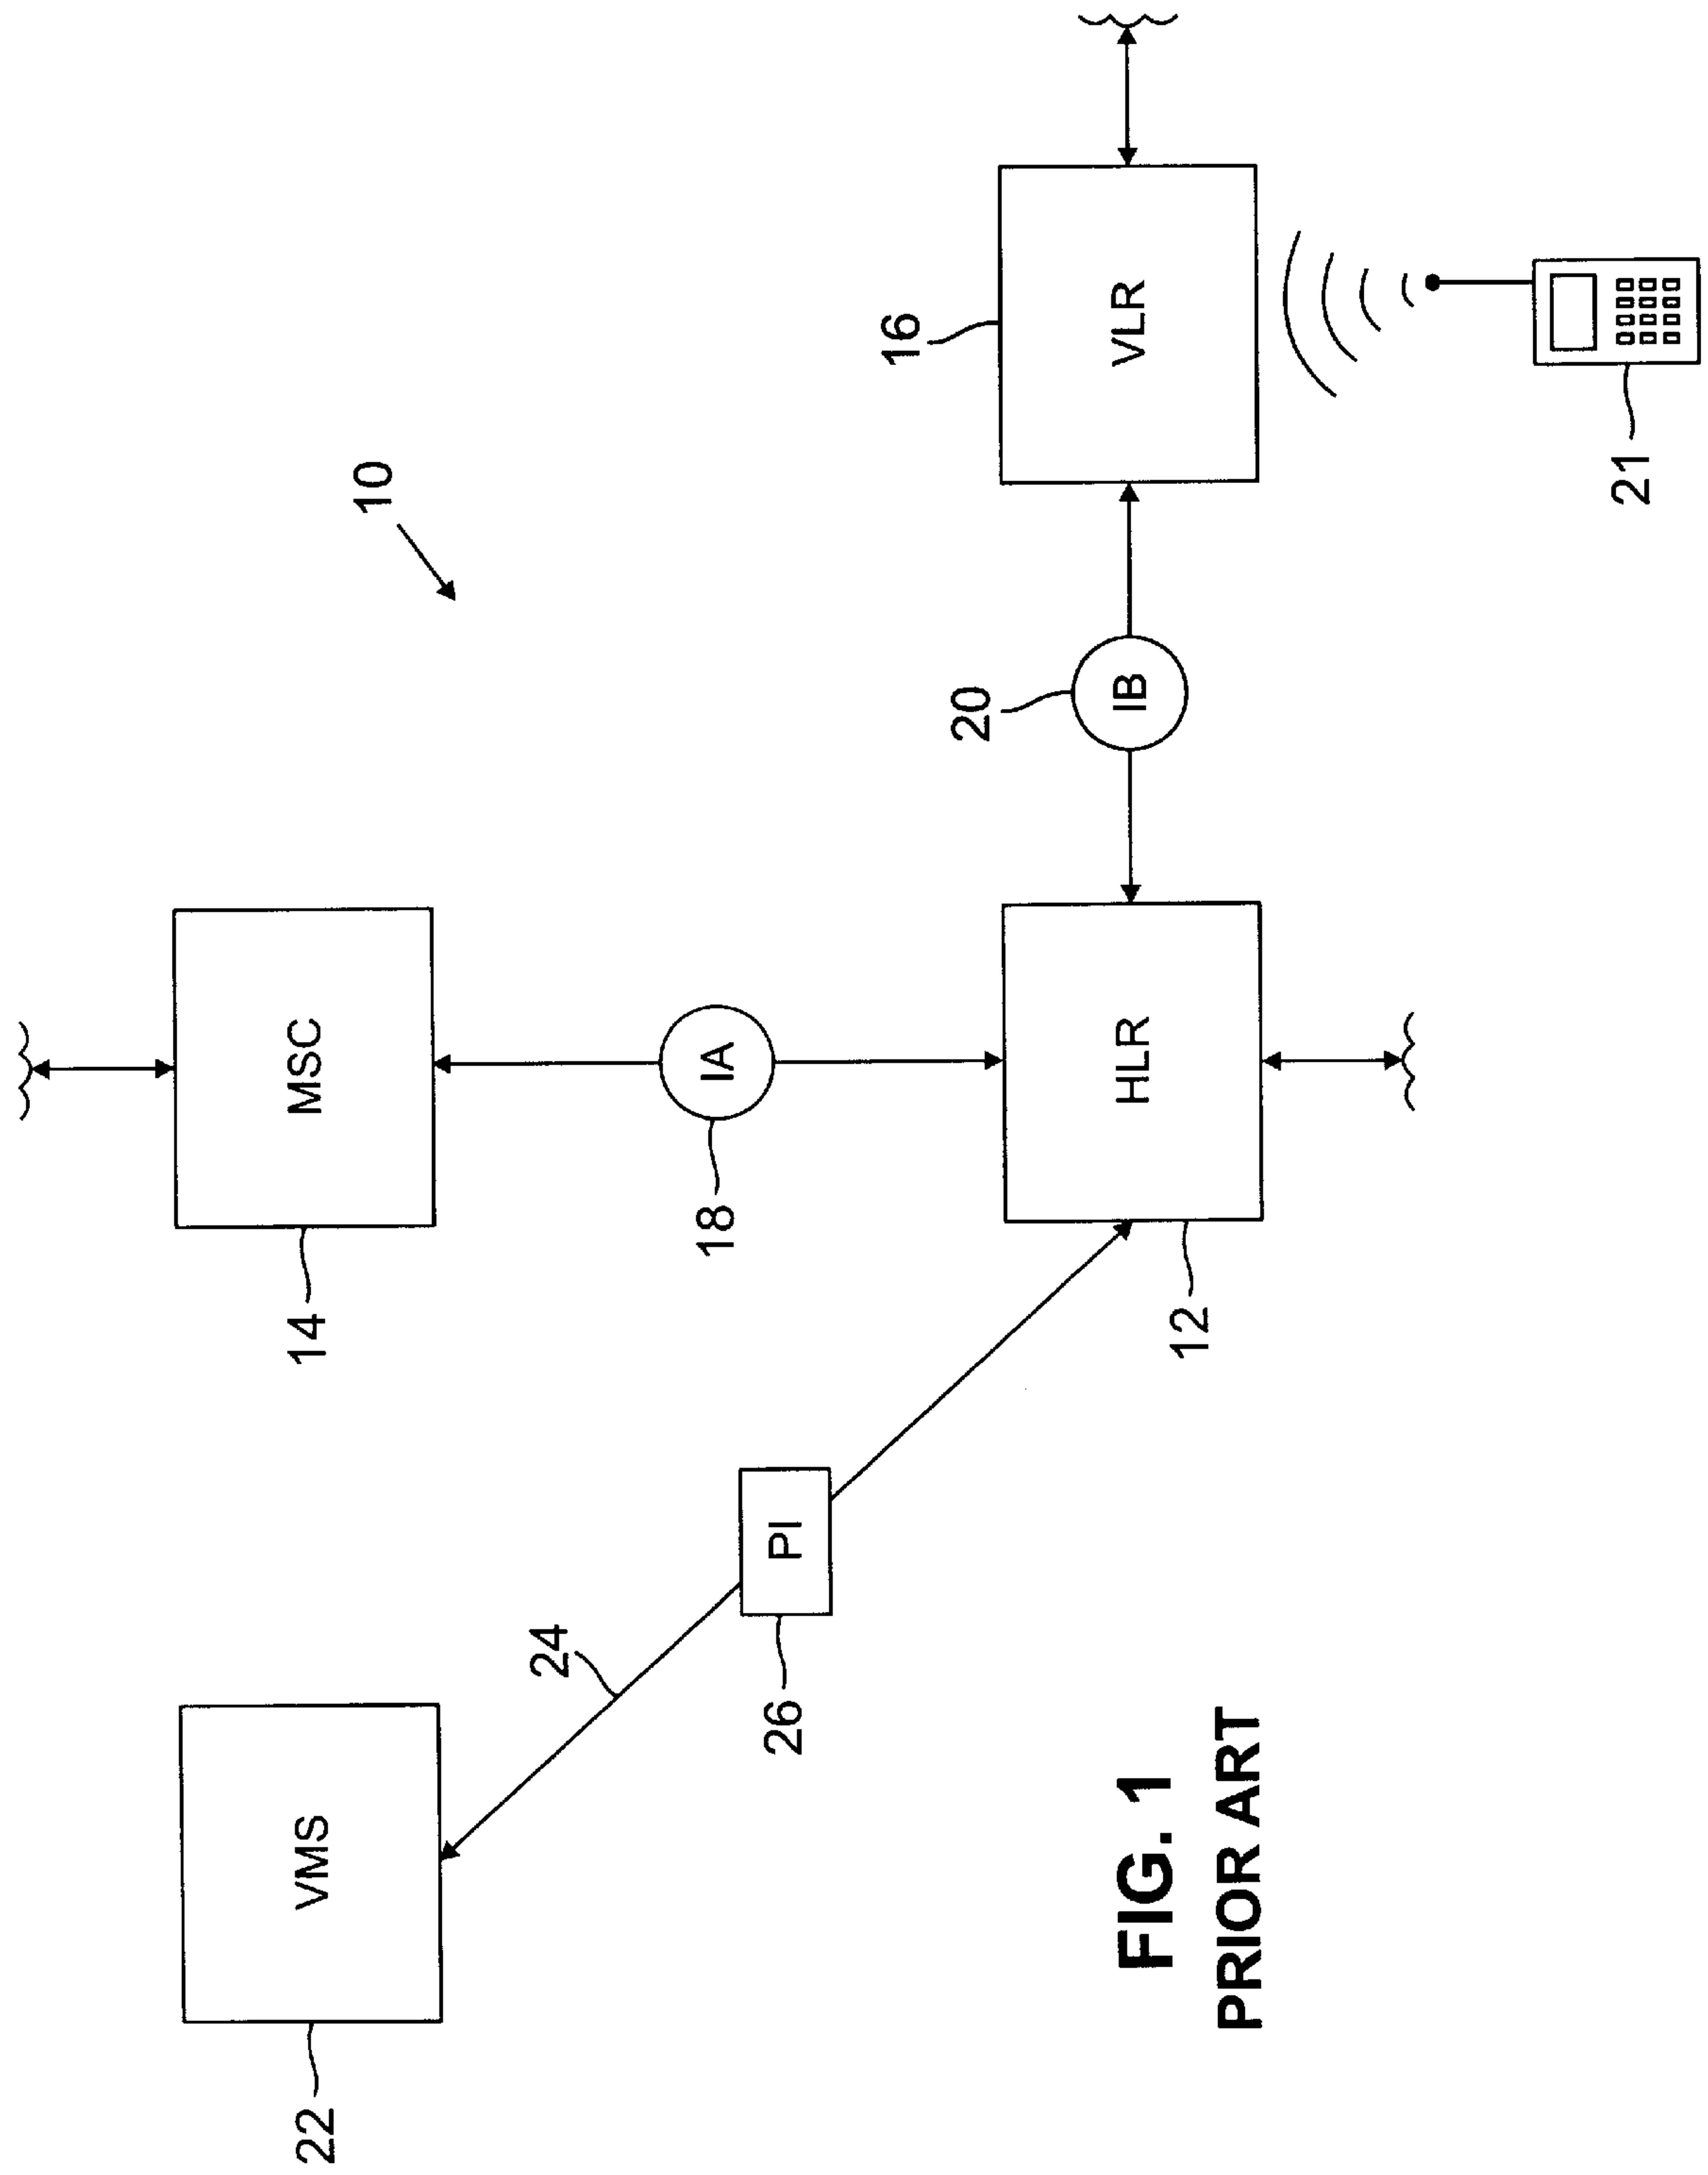 22
VMS
24
26
PI
14
MSC
18
IA
12
HLR
10
20
IB
16
VLR
21
FIG. 1
PRIOR ART